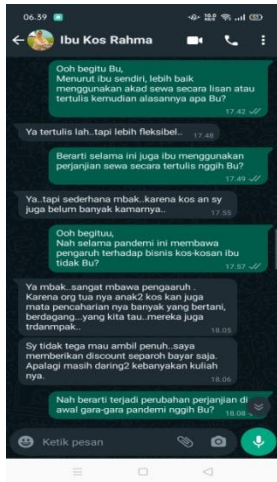 06.39
Ibu Kos Rahma
Ooh begitu Bu,
Menurut ibu sendiri, lebih baik
menggunakan akad sewa secara lisan atau
tertulis kemudian alasannya apa Bu?
17.42
Ya tertulis lah..tapi lebih fleksibel..
17.48
Berarti selama ini juga ibu menggunakan
perjanjian sewa secara tertulis nggih Bu?
17.49
Ya..tapi sederhana mbak..karena kos an sy
juga belum banyak kamarnya..
17.55
Ooh begituu,
Nah selama pandemi ini membawa
pengaruh terhadap bisnis kos-kosan ibu
tidak Bu?
17.57
Ya mbak...sangat mbawa pengaruh .
Karena org tua nya anak2 kos kan juga
mata pencaharian nya banyak yang bertani,
berdagang...yang kita tau..mereka juga
trdanmpak..
18.05
Sy tidak tega mau ambil penuh..saya
memberikan discount separoh bayar saja.
Apalagi masih daring2 kebanyakan kuliah
nya.
18.06
Nah berarti terjadi perubahan perjanjian di
awal gara-gara pandemi nggih Bu?
18.08
Ketik pesan